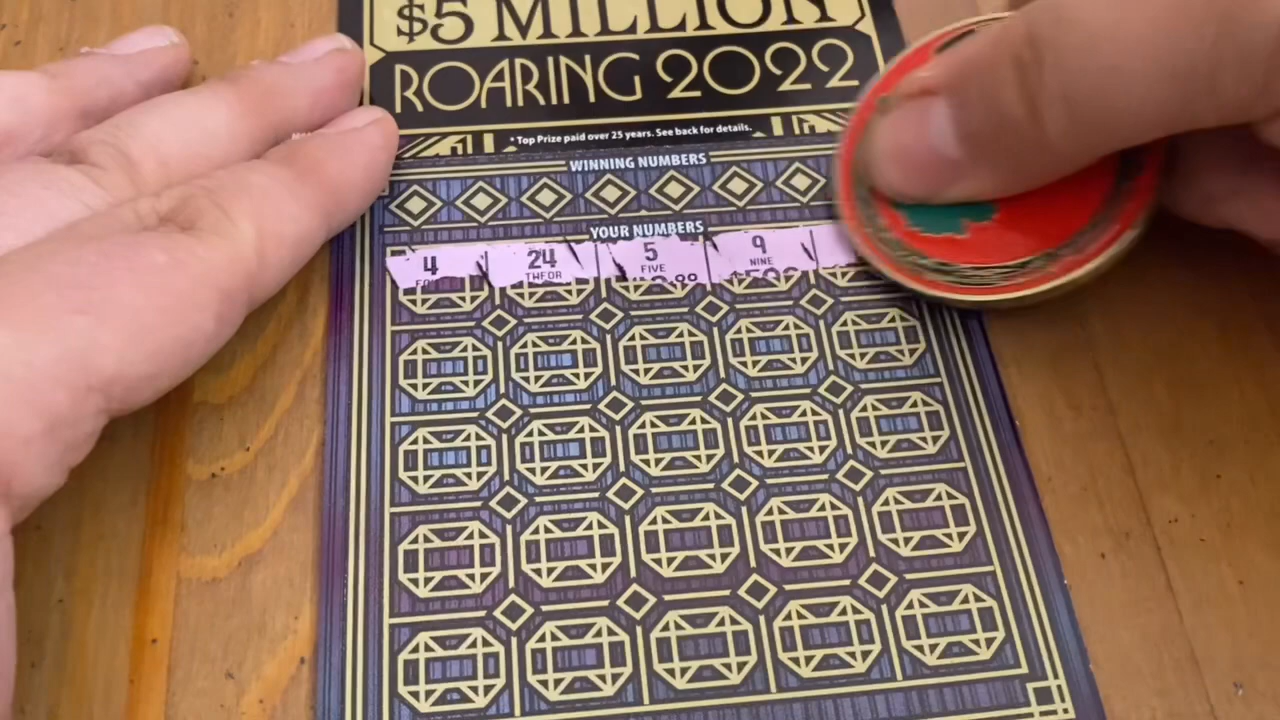 $5 MILLION
ROARING 2022
*Top Prize paid over 25 years. See back for details.
WINNING NUMBERS
YOUR NUMBERS
4 24 5 9
THFOR FIVE NINE